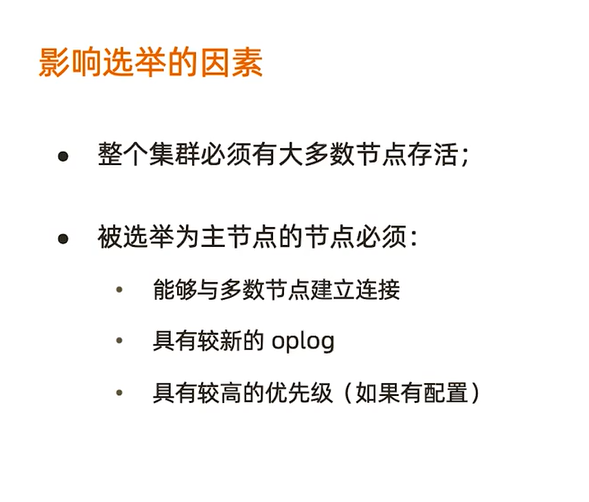 影响选举的因素
● 整个集群必须有大多数节点存活；
● 被选举为主节点的节点必须：
• 能够与多数节点建立连接
• 具有较新的 oplog
• 具有较高的优先级（如果有配置）